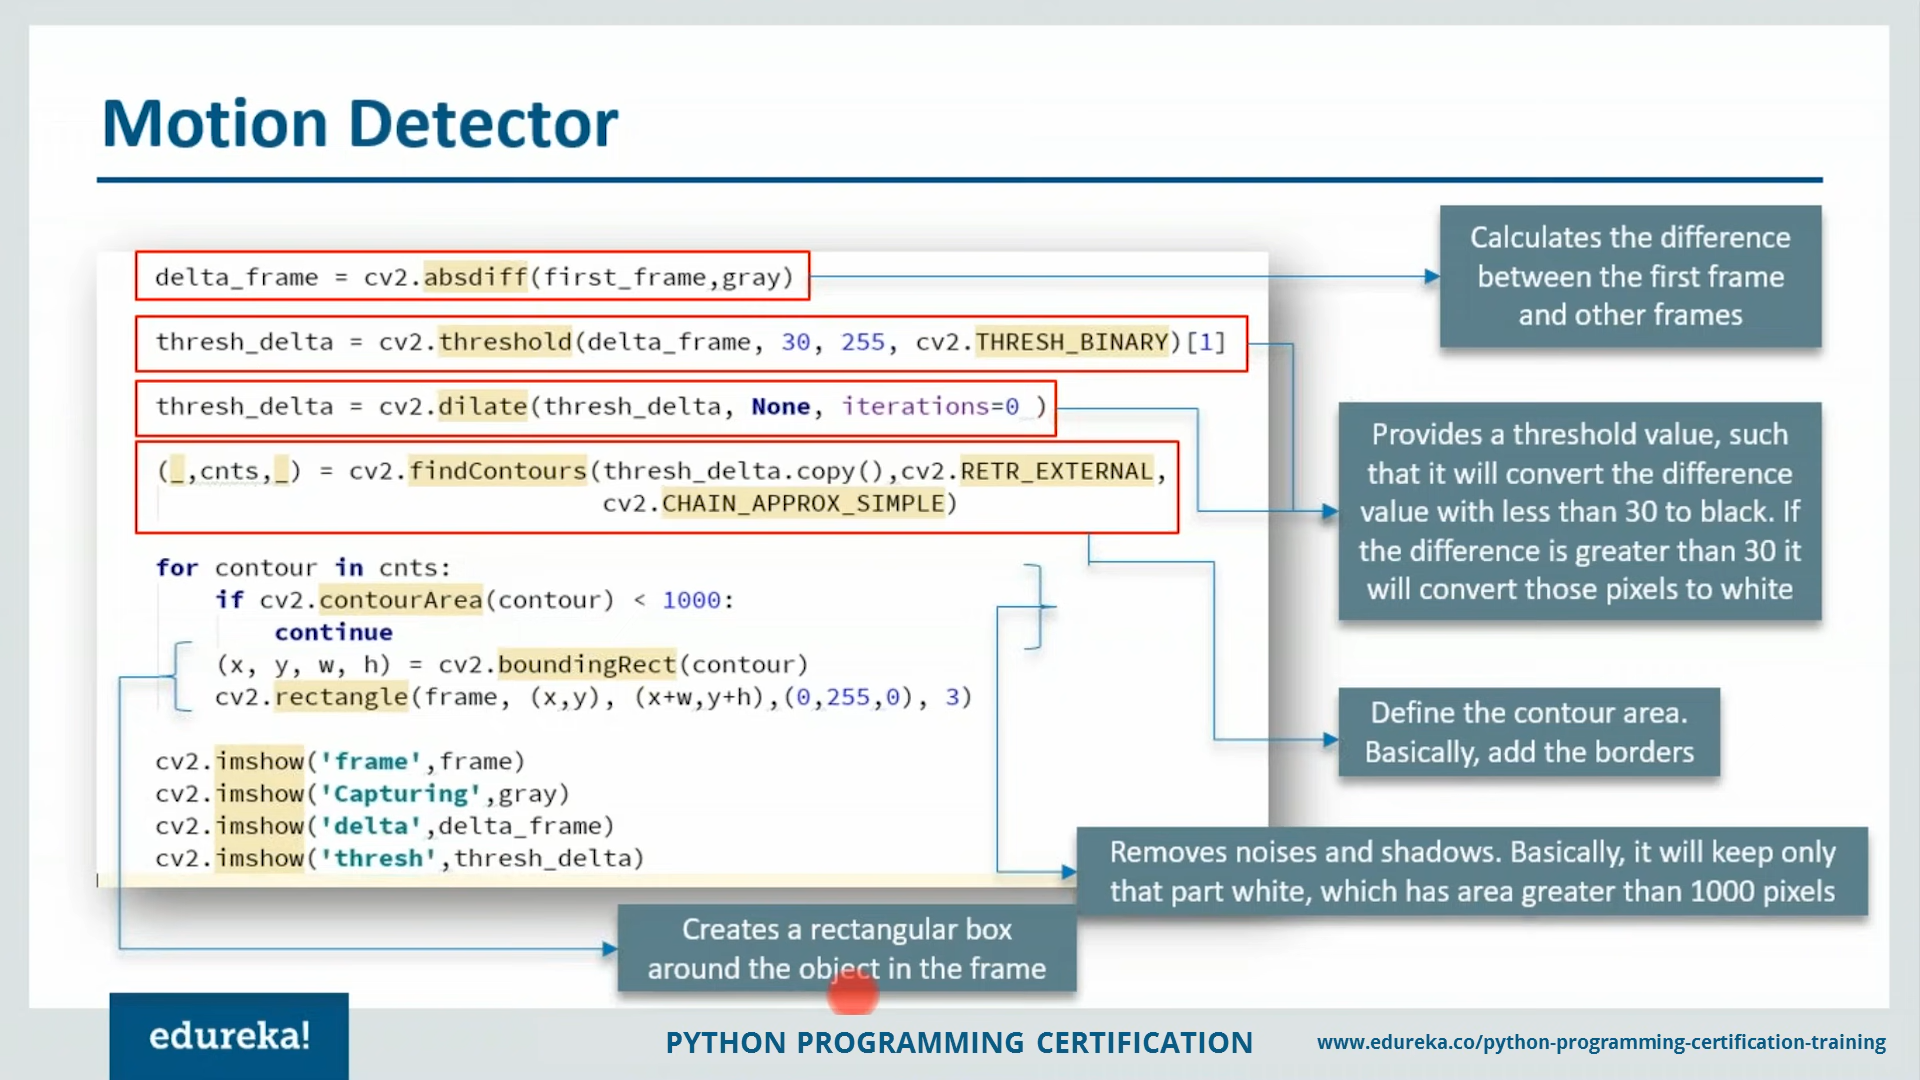 Motion Detector
delta_frame = cv2.absdiff(first_frame,gray)
thresh_delta = cv2.threshold(delta_frame, 30, 255, cv2.THRESH_BINARY)[1]
thresh_delta = cv2.dilate(thresh_delta, None, iterations=0 )
(_,cnts,_) = cv2.findContours(thresh_delta.copy(),cv2.RETR_EXTERNAL,
cv2.CHAIN_APPROX_SIMPLE)
for contour in cnts:
if cv2.contourArea(contour) < 1000:
continue
(x, y, w, h) = cv2.boundingRect(contour)
cv2.rectangle(frame, (x,y), (x+w,y+h),(0,255,0), 3)
cv2.imshow('frame',frame)
cv2.imshow('Capturing',gray)
cv2.imshow('delta',delta_frame)
cv2.imshow('thresh',thresh_delta)
Calculates the difference
between the first frame
and other frames
Provides a threshold value, such
that it will convert the difference
value with less than 30 to black. If
the difference is greater than 30 it
will convert those pixels to white
Define the contour area.
Basically, add the borders
Removes noises and shadows. Basically, it will keep only
that part white, which has area greater than 1000 pixels
Creates a rectangular box
around the object in the frame
edureka!
PYTHON PROGRAMMING CERTIFICATION
www.edureka.co/python-programming-certification-training